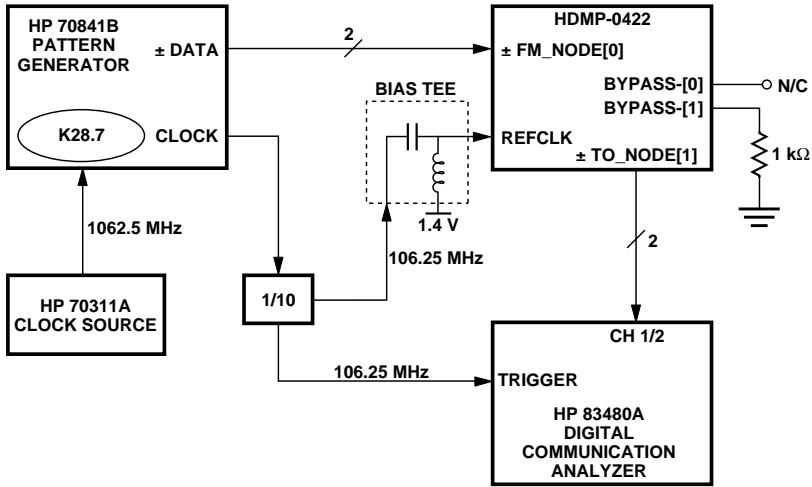 HP 70841B
PATTERN
GENERATOR
± DATA
K28.7
CLOCK
2
HDMP-0422
± FM_NODE[0]
BYPASS-[0]
N/C
BYPASS-[1]
BIAS TEE
REFCLK
± TO_NODE[1]
1 kΩ
1.4 V
1062.5 MHz
106.25 MHz
2
HP 70311A
CLOCK SOURCE
1/10
CH 1/2
106.25 MHz
TRIGGER
HP 83480A
DIGITAL
COMMUNICATION
ANALYZER